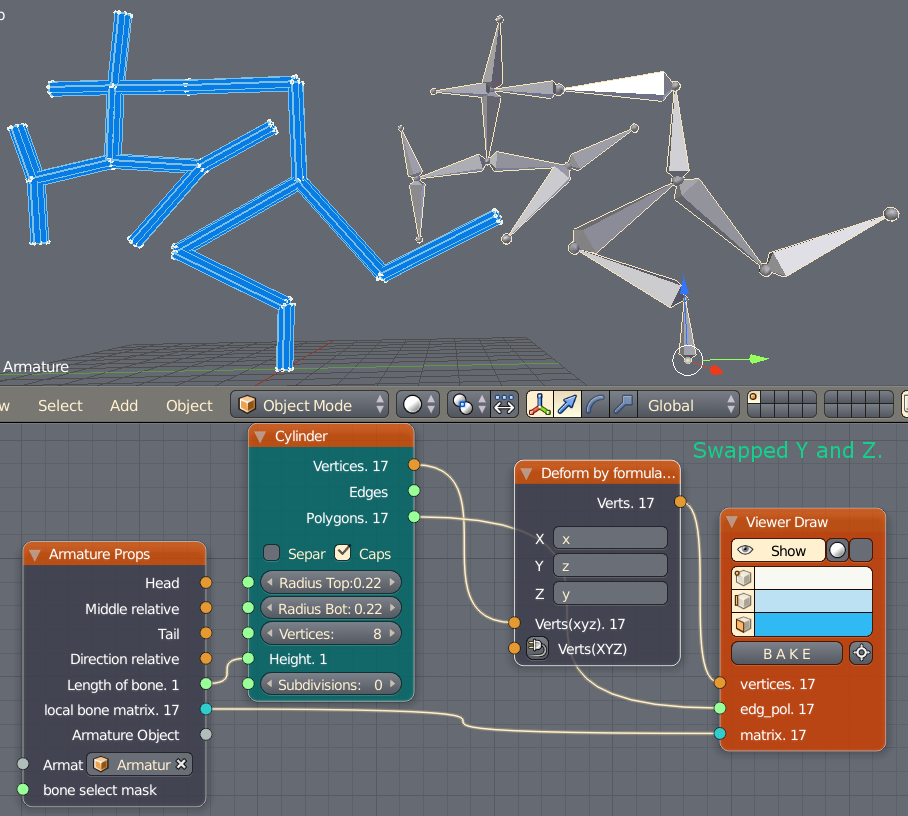 Armature
w Select Add Object Object Mode Global
Swapped Y and Z.
Cylinder
Vertices. 17
Edges
Polygons. 17
Separ Caps
Radius Top:0.22
Radius Bot: 0.22
Vertices: 8
Height. 1
Subdivisions: 0
Deform by formula...
Verts. 17
X x
Y z
Z y
Verts(xyz). 17
Verts(XYZ)
Viewer Draw
Show
BAKE
vertices. 17
edg_pol. 17
matrix. 17
Armature Props
Head
Middle relative
Tail
Direction relative
Length of bone. 1
local bone matrix. 17
Armature Object
Armat Armatur
bone select mask